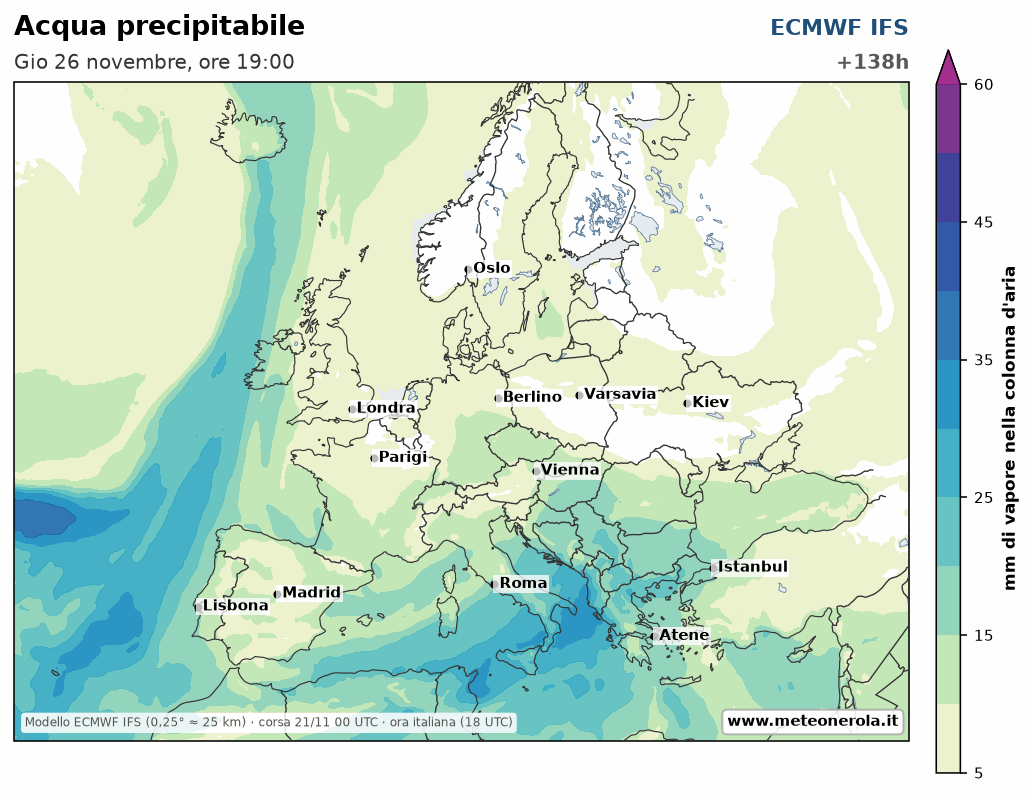 Acqua precipitabile
ECMWF IFS
Gio 26 novembre, ore 19:00
+138h
60
45
35
25
15
5
mm di vapore nella colonna d'aria
Oslo
Londra
Berlino
Varsavia
Kiev
Parigi
Vienna
Istanbul
Roma
Madrid
Lisbona
Atene
Modello ECMWF IFS (0,25° ≈ 25 km) · corsa 21/11 00 UTC · ora italiana (18 UTC)
www.meteonerola.it